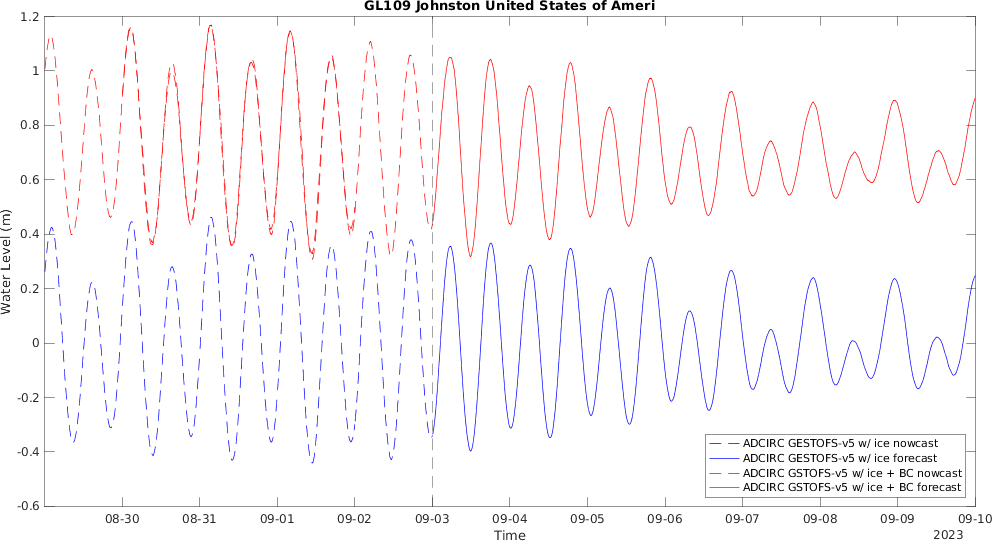 GL109 Johnston United States of Ameri
Water Level (m)
1.2
1
0.8
0.6
0.4
0.2
0
-0.2
-0.4
-0.6
ADCIRC GESTOFS-v5 w/ ice nowcast
ADCIRC GESTOFS-v5 w/ ice forecast
ADCIRC GSTOFS-v5 w/ ice + BC nowcast
ADCIRC GSTOFS-v5 w/ ice + BC forecast
08-30 08-31 09-01 09-02 09-03 09-04 09-05 09-06 09-07 09-08 09-09 09-10
Time
2023